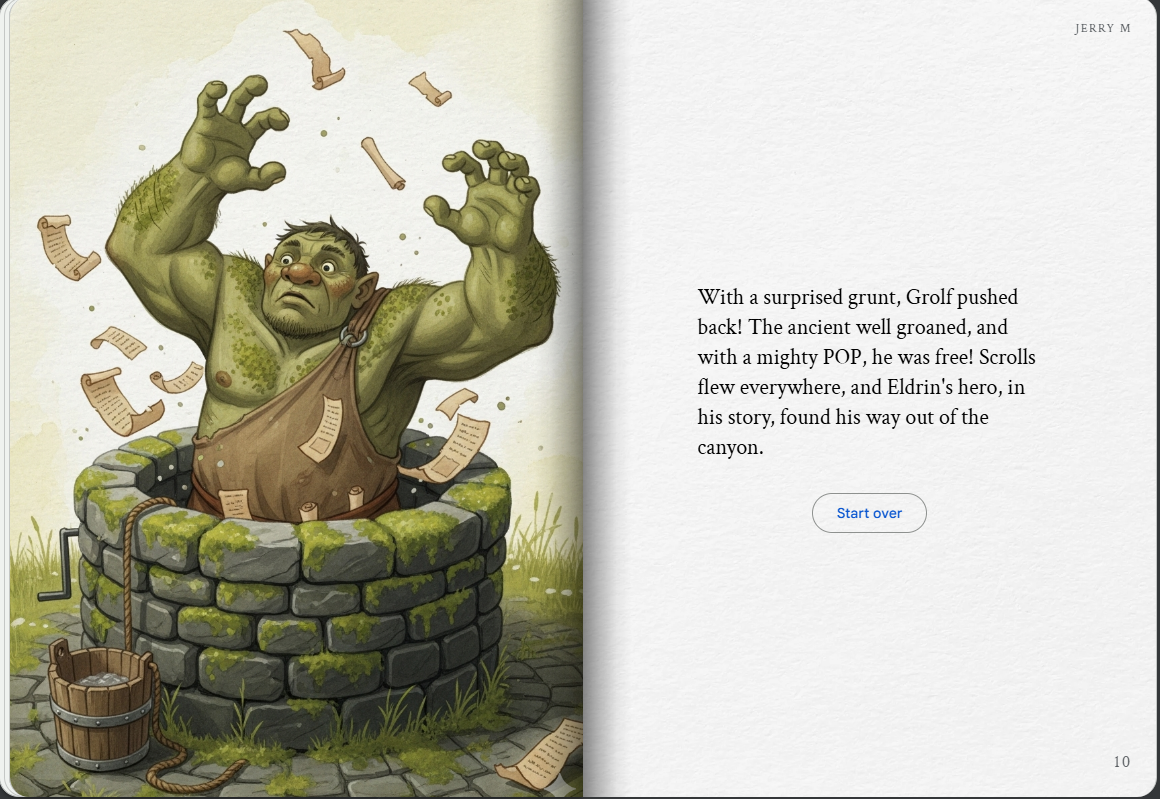 JERRY M
With a surprised grunt, Grolf pushed
back! The ancient well groaned, and
with a mighty POP, he was free! Scrolls
flew everywhere, and Eldrin's hero, in
his story, found his way out of the
canyon.
Start over
10